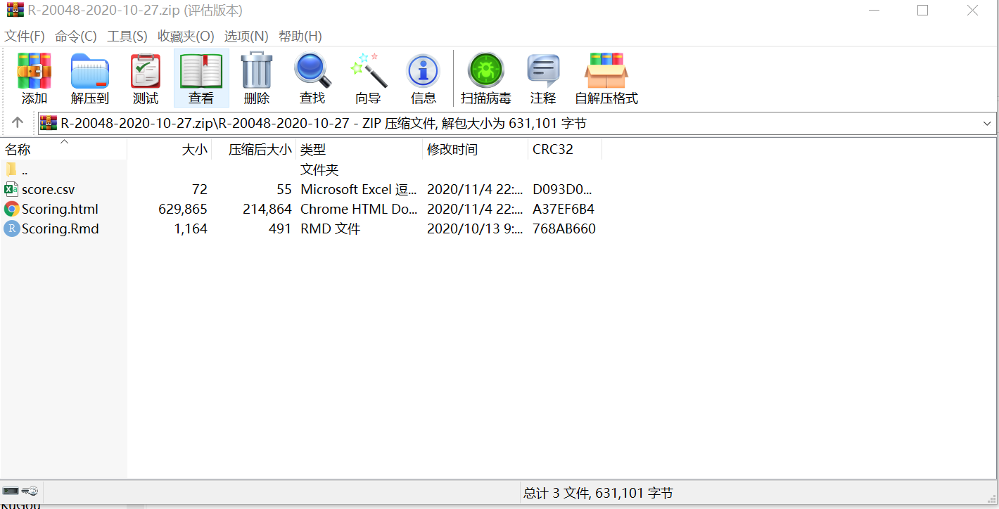 R-20048-2020-10-27.zip (评估版本)
文件(F) 命令(C) 工具(S) 收藏夹(O) 选项(N) 帮助(H)
添加 解压到 测试 查看 删除 查找 向导 信息 扫描病毒 注释 自解压格式
R-20048-2020-10-27.zip\R-20048-2020-10-27 - ZIP 压缩文件, 解包大小为 631,101 字节
名称 大小 压缩后大小 类型 修改时间 CRC32
.. 文件夹
score.csv 72 55 Microsoft Excel 逗... 2020/11/4 22:... D093D0...
Scoring.html 629,865 214,864 Chrome HTML Do... 2020/11/4 22:... A37EF6B4
Scoring.Rmd 1,164 491 RMD 文件 2020/10/13 9:... 768AB660
总计 3 文件, 631,101 字节
KuGou